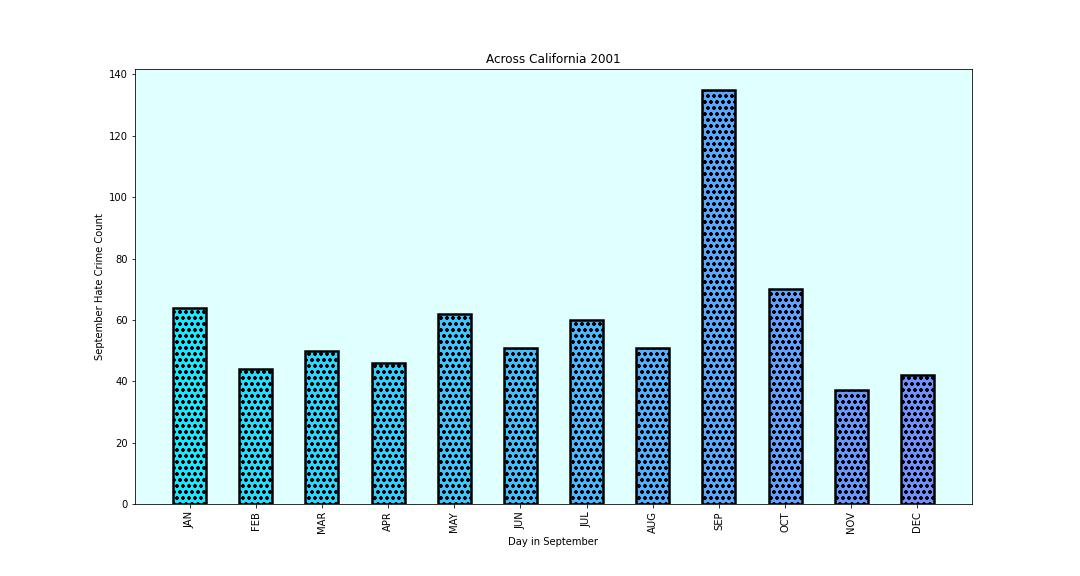 Across California 2001
September Hate Crime Count
140
120
100
80
60
40
20
0
JAN
FEB
MAR
APR
MAY
JUN
JUL
AUG
SEP
OCT
NOV
DEC
Day in September